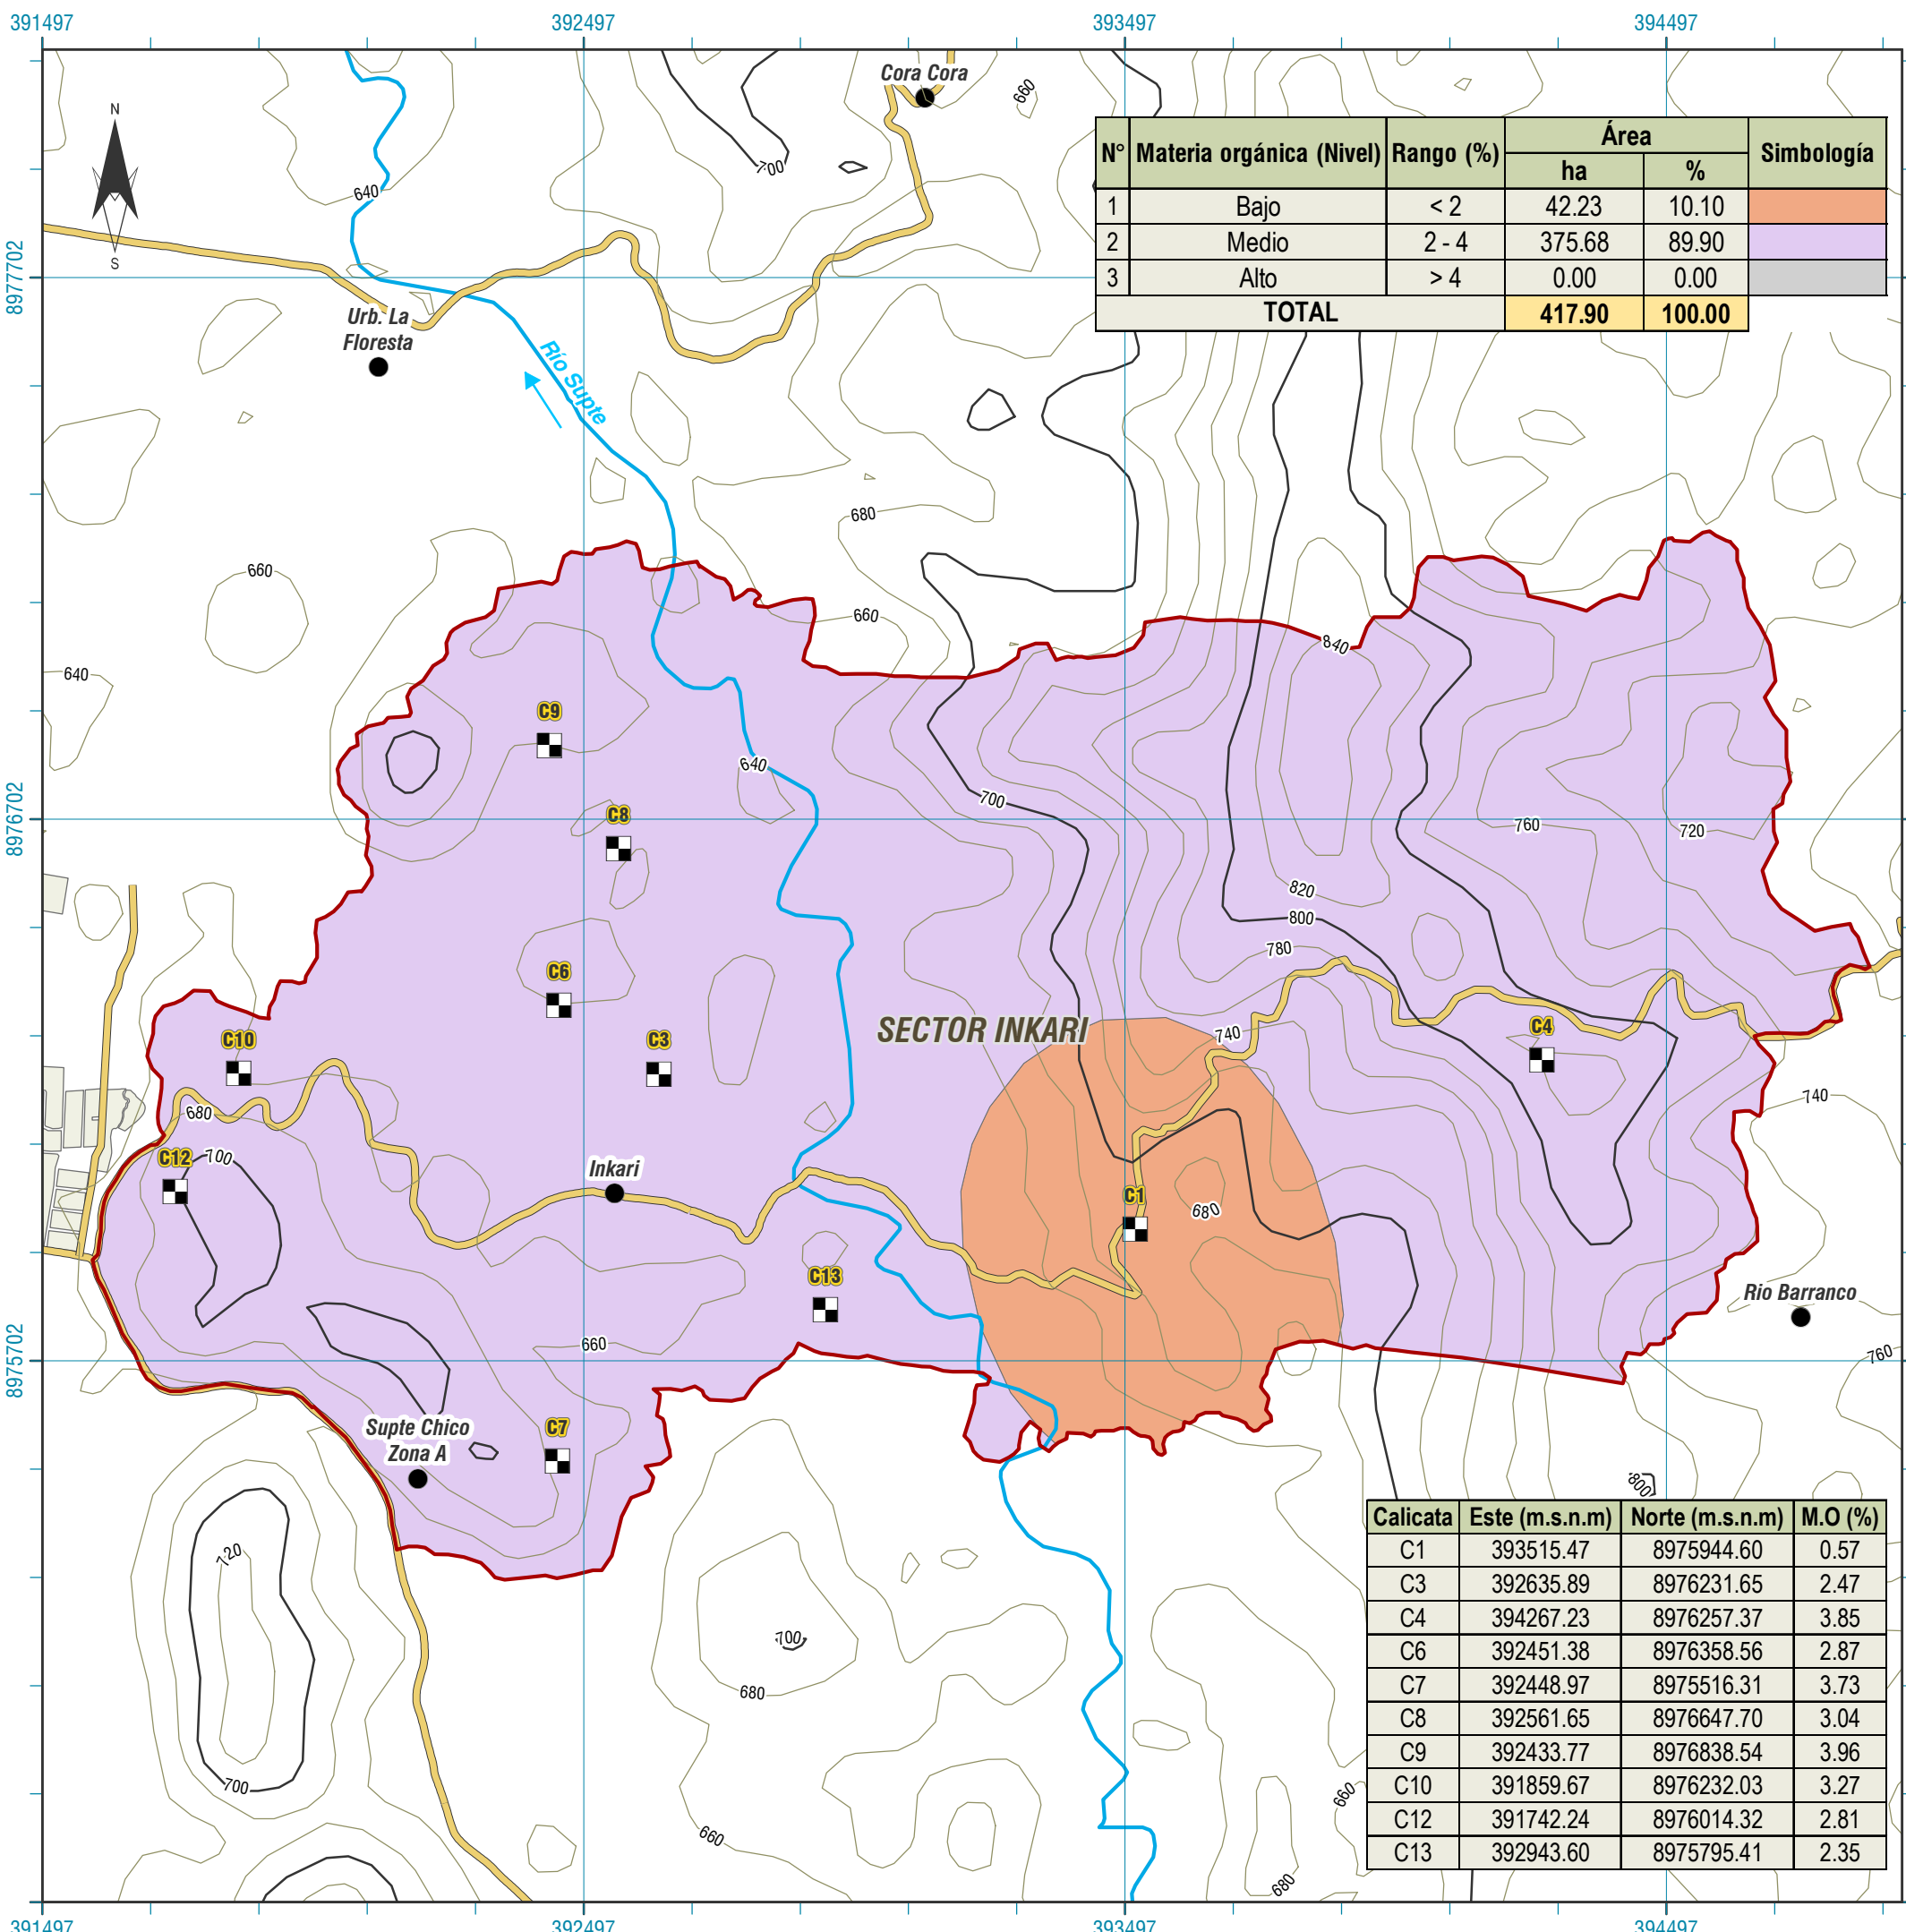 391497 392497 393497 394497
N
S
Cora Cora
660
700
640
N° Materia orgánica (Nivel) Rango (%) Área Simbología
ha %
1 Bajo < 2 42.23 10.10
2 Medio 2 - 4 375.68 89.90
3 Alto > 4 0.00 0.00
TOTAL 417.90 100.00
8977702
Urb. La
Floresta
Río Supte
680
660
660
840
640
C9
640
700
C8
8976702
760
720
820
800
780
C6
SECTOR INKARI
C10
C3
740
C4
680
740
C12
700
Inkari
C1
680
C13
Rio Barranco
660
8975702
760
Supte Chico
Zona A
C7
800
720
700
680
700
660
660
680
Calicata Este (m.s.n.m) Norte (m.s.n.m) M.O (%)
C1 393515.47 8975944.60 0.57
C3 392635.89 8976231.65 2.47
C4 394267.23 8976257.37 3.85
C6 392451.38 8976358.56 2.87
C7 392448.97 8975516.31 3.73
C8 392561.65 8976647.70 3.04
C9 392433.77 8976838.54 3.96
C10 391859.67 8976232.03 3.27
C12 391742.24 8976014.32 2.81
C13 392943.60 8975795.41 2.35
391497 392497 393497 394497